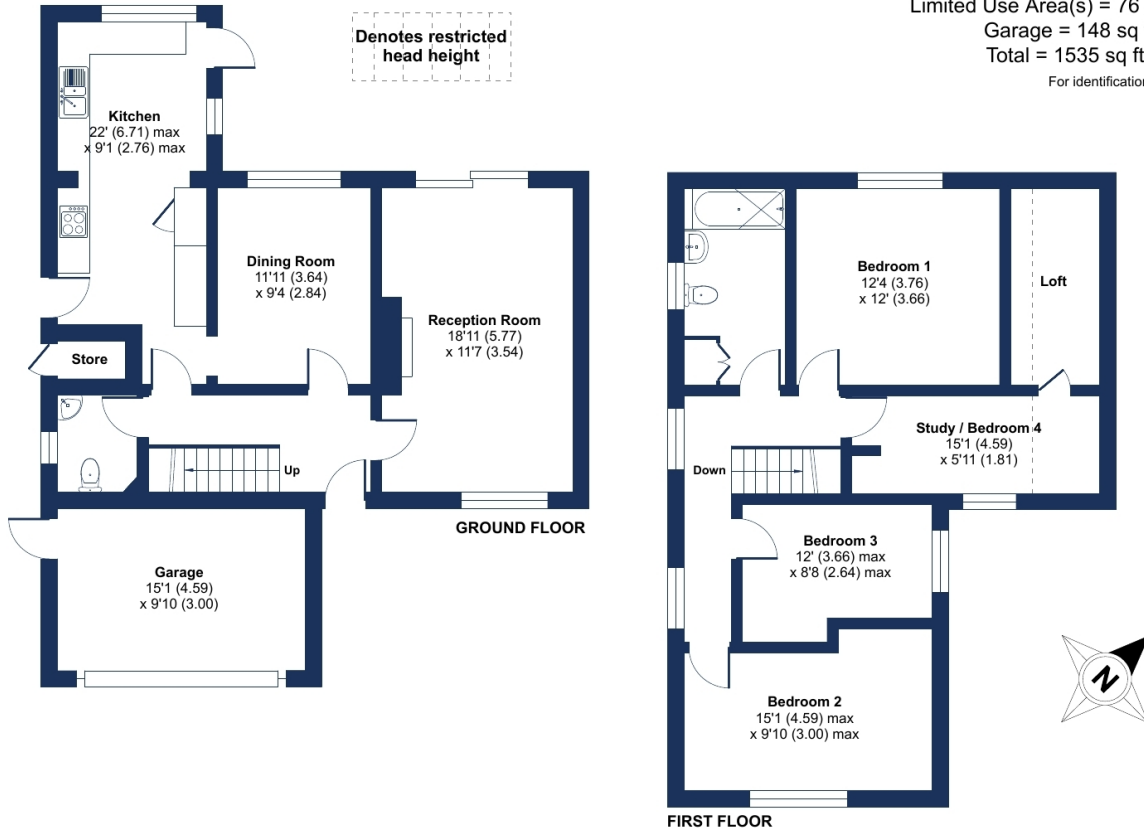 Limited Use Area(s) = 76
Garage = 148 sq
Total = 1535 sq ft
For identification
Denotes restricted
head height
Kitchen
22' (6.71) max
x 9'1 (2.76) max
Dining Room
11'11 (3.64)
x 9'4 (2.84)
Reception Room
18'11 (5.77)
x 11'7 (3.54)
Store
Up
GROUND FLOOR
Garage
15'1 (4.59)
x 9'10 (3.00)
Bedroom 1
12'4 (3.76)
x 12' (3.66)
Loft
Study / Bedroom 4
15'1 (4.59)
x 5'11 (1.81)
Down
Bedroom 3
12' (3.66) max
x 8'8 (2.64) max
Bedroom 2
15'1 (4.59) max
x 9'10 (3.00) max
N
FIRST FLOOR